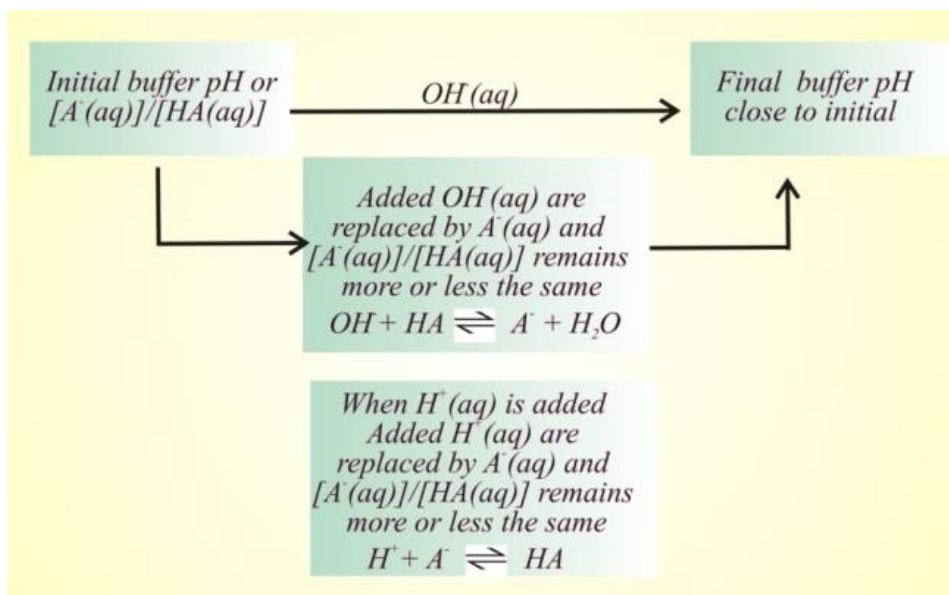 Initial buffer pH or
[A⁻(aq)]/[HA(aq)]
OH⁻(aq)
Final buffer pH
close to initial
Added OH⁻(aq) are
replaced by A⁻(aq) and
[A⁻(aq)]/[HA(aq)] remains
more or less the same
OH⁻ + HA ⇌ A⁻ + H₂O
When H⁺(aq) is added
Added H⁺(aq) are
replaced by A⁻(aq) and
[A⁻(aq)]/[HA(aq)] remains
more or less the same
H⁺ + A⁻ ⇌ HA